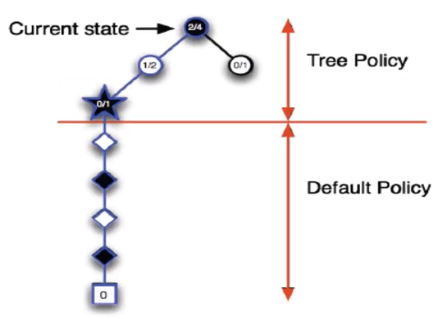 Current state
2/4
1/2
0/1
Tree Policy
0/1
Default Policy
0